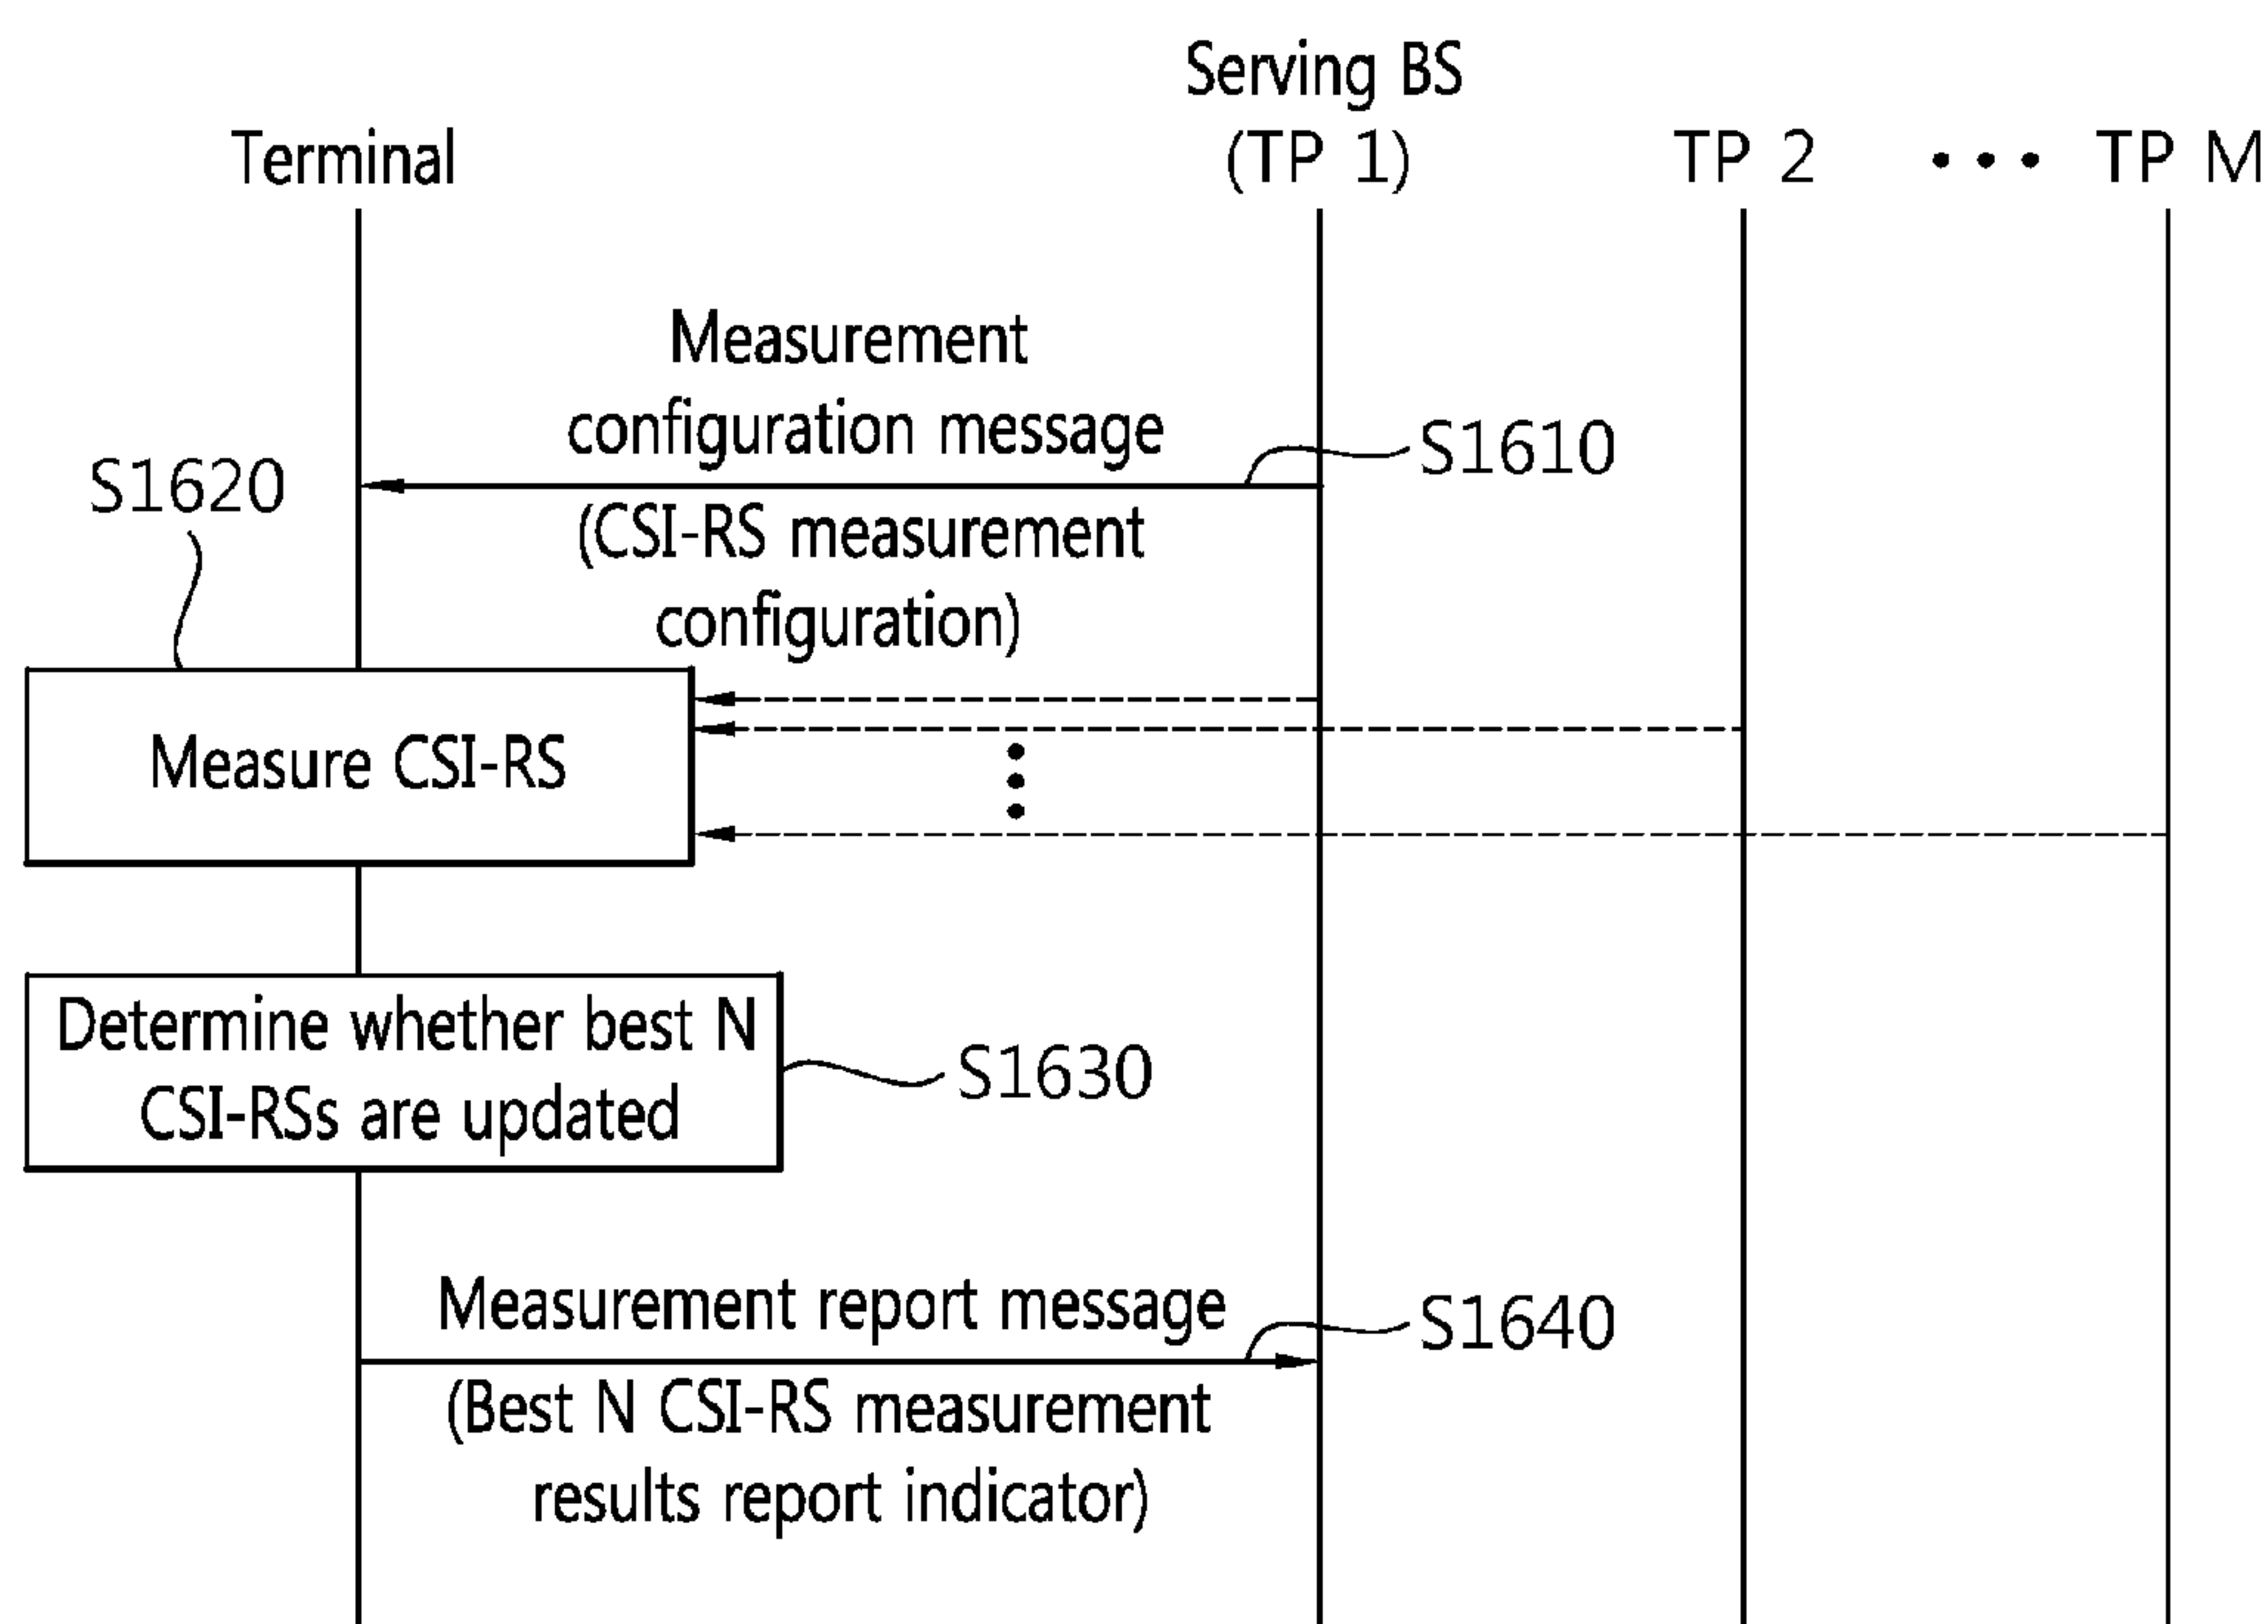 Serving BS
Terminal
(TP 1)
TP 2
• • •
TP M
Measurement
configuration message
S1610
S1620
(CSI-RS measurement
configuration)
Measure CSI-RS
Determine whether best N
CSI-RSs are updated
S1630
Measurement report message
S1640
(Best N CSI-RS measurement
results report indicator)